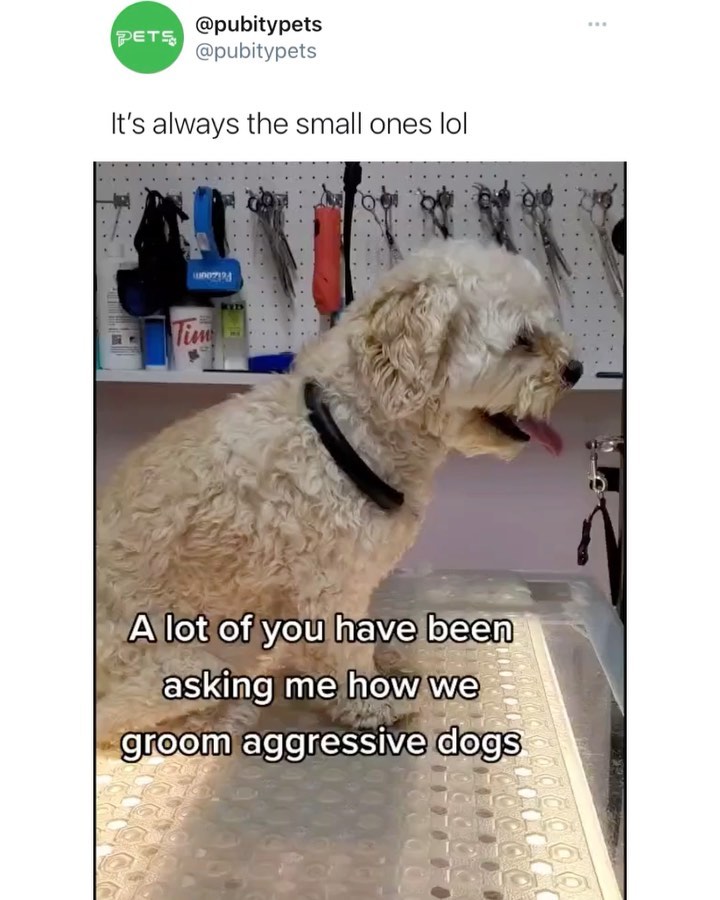 PETS
@pubitypets
@pubitypets
It's always the small ones lol
Tim
A lot of you have been
asking me how we
groom aggressive dogs